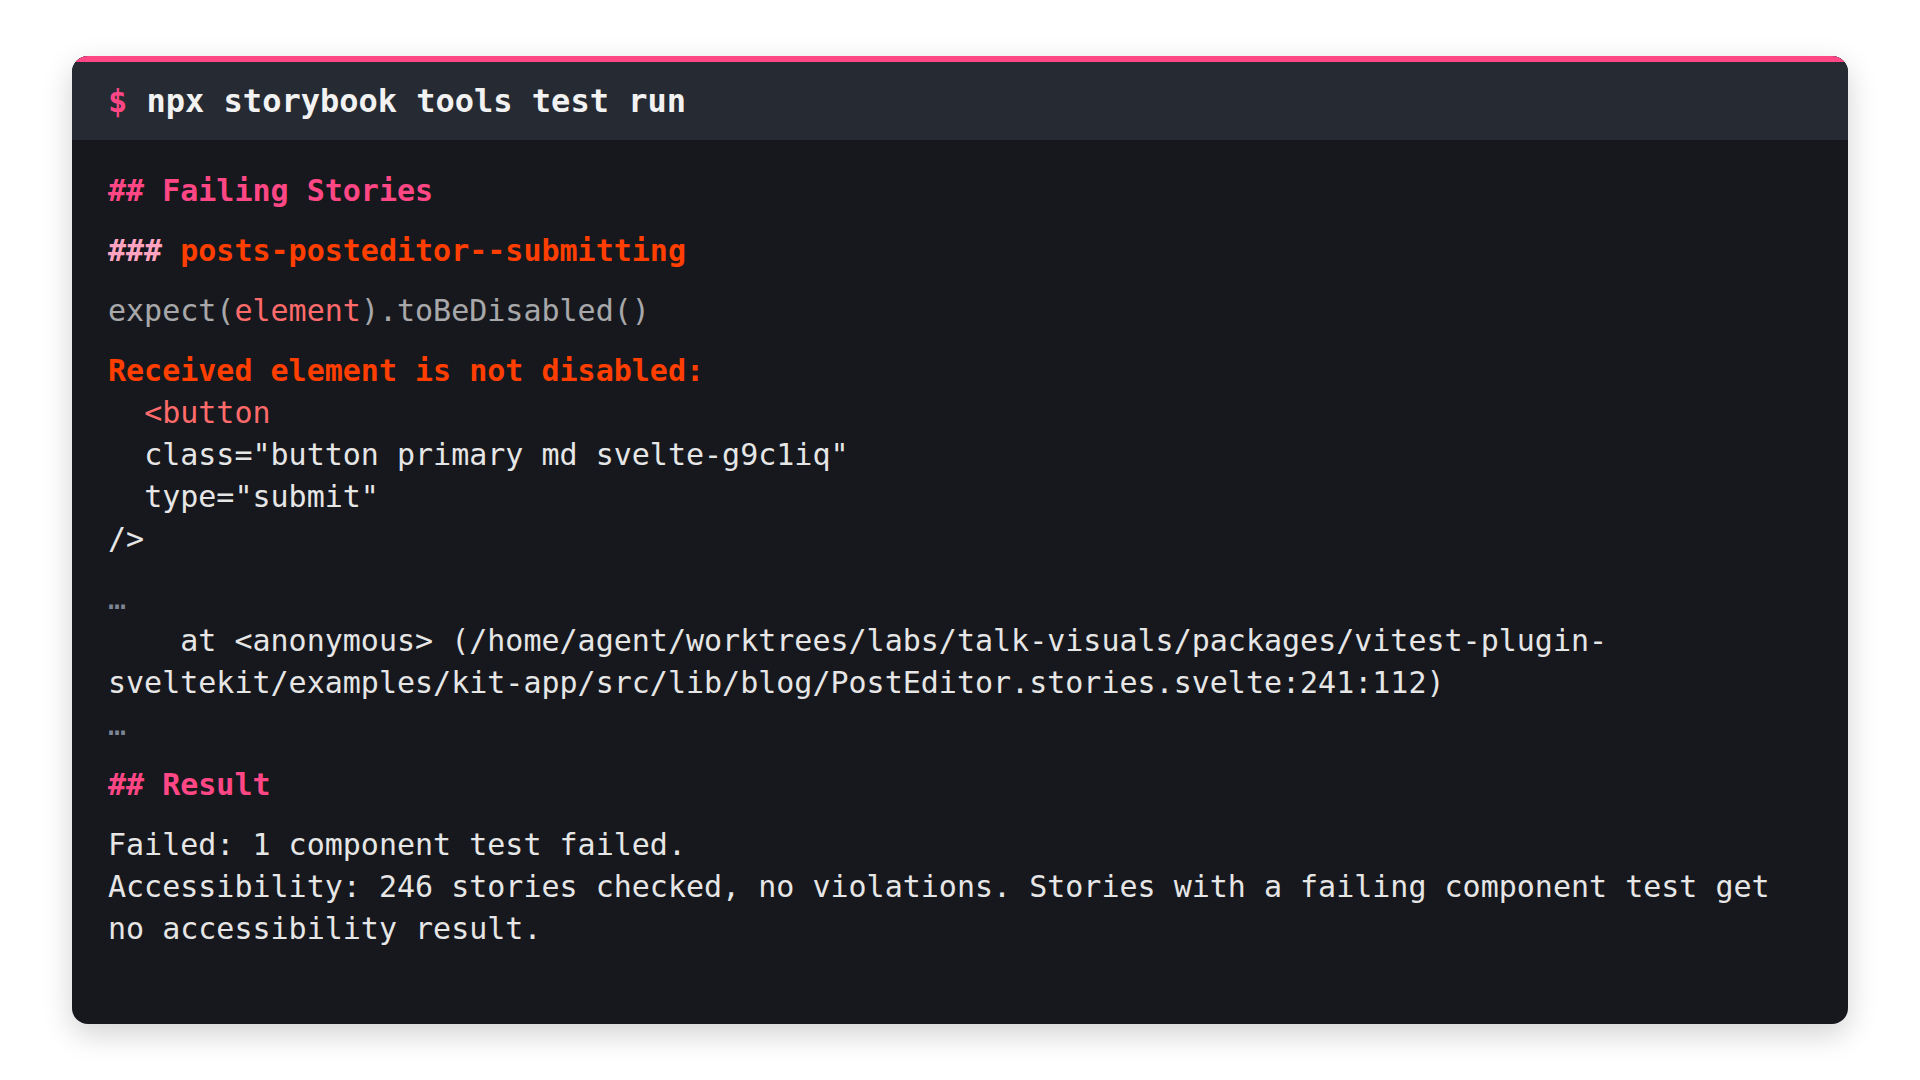 $ npx storybook tools test run
## Failing Stories
### posts-posteditor--submitting
expect(element).toBeDisabled()
Received element is not disabled:
  <button
  class="button primary md svelte-g9c1iq"
  type="submit"
/>
…
    at <anonymous> (/home/agent/worktrees/labs/talk-visuals/packages/vitest-plugin-
sveltekit/examples/kit-app/src/lib/blog/PostEditor.stories.svelte:241:112)
…
## Result
Failed: 1 component test failed.
Accessibility: 246 stories checked, no violations. Stories with a failing component test get
no accessibility result.